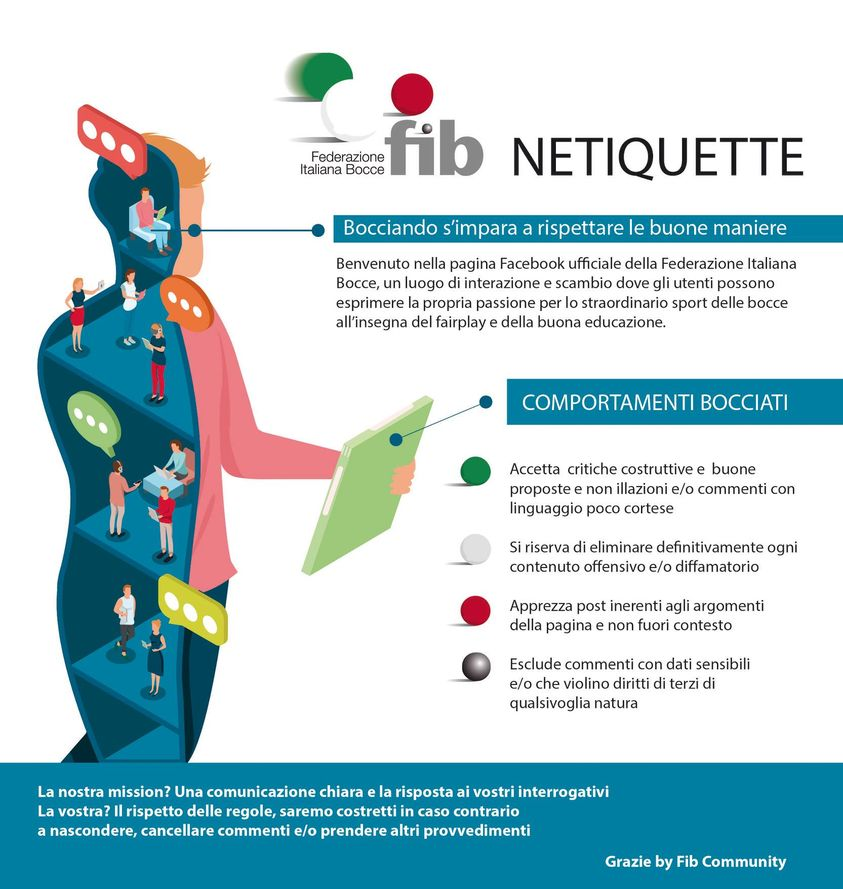 Federazione
Italiana Bocce
fib
NETIQUETTE
Bocciando s'impara a rispettare le buone maniere
Benvenuto nella pagina Facebook ufficiale della Federazione Italiana
Bocce, un luogo di interazione e scambio dove gli utenti possono
esprimere la propria passione per lo straordinario sport delle bocce
all'insegna del fairplay e della buona educazione.
COMPORTAMENTI BOCCIATI
Accetta critiche costruttive e buone
proposte e non illazioni e/o commenti con
linguaggio poco cortese
Si riserva di eliminare definitivamente ogni
contenuto offensivo e/o diffamatorio
Apprezza post inerenti agli argomenti
della pagina e non fuori contesto
Esclude commenti con dati sensibili
e/o che violino diritti di terzi di
qualsivoglia natura
La nostra mission? Una comunicazione chiara e la risposta ai vostri interrogativi
La vostra? Il rispetto delle regole, saremo costretti in caso contrario
a nascondere, cancellare commenti e/o prendere altri provvedimenti
Grazie by Fib Community